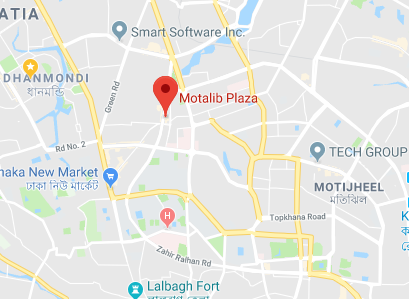 ATIA
Smart Software Inc.
DHANMONDI
ধানমন্ডি
Green Rd
Motalib Plaza
Rd No. 2
TECH GROUP
naka New Market
ঢাকা নিউ মার্কেট
MOTIJHEEL
মতিঝিল
K
Topkhana Road
H
Zahir Raihan Rd
Lalbagh Fort